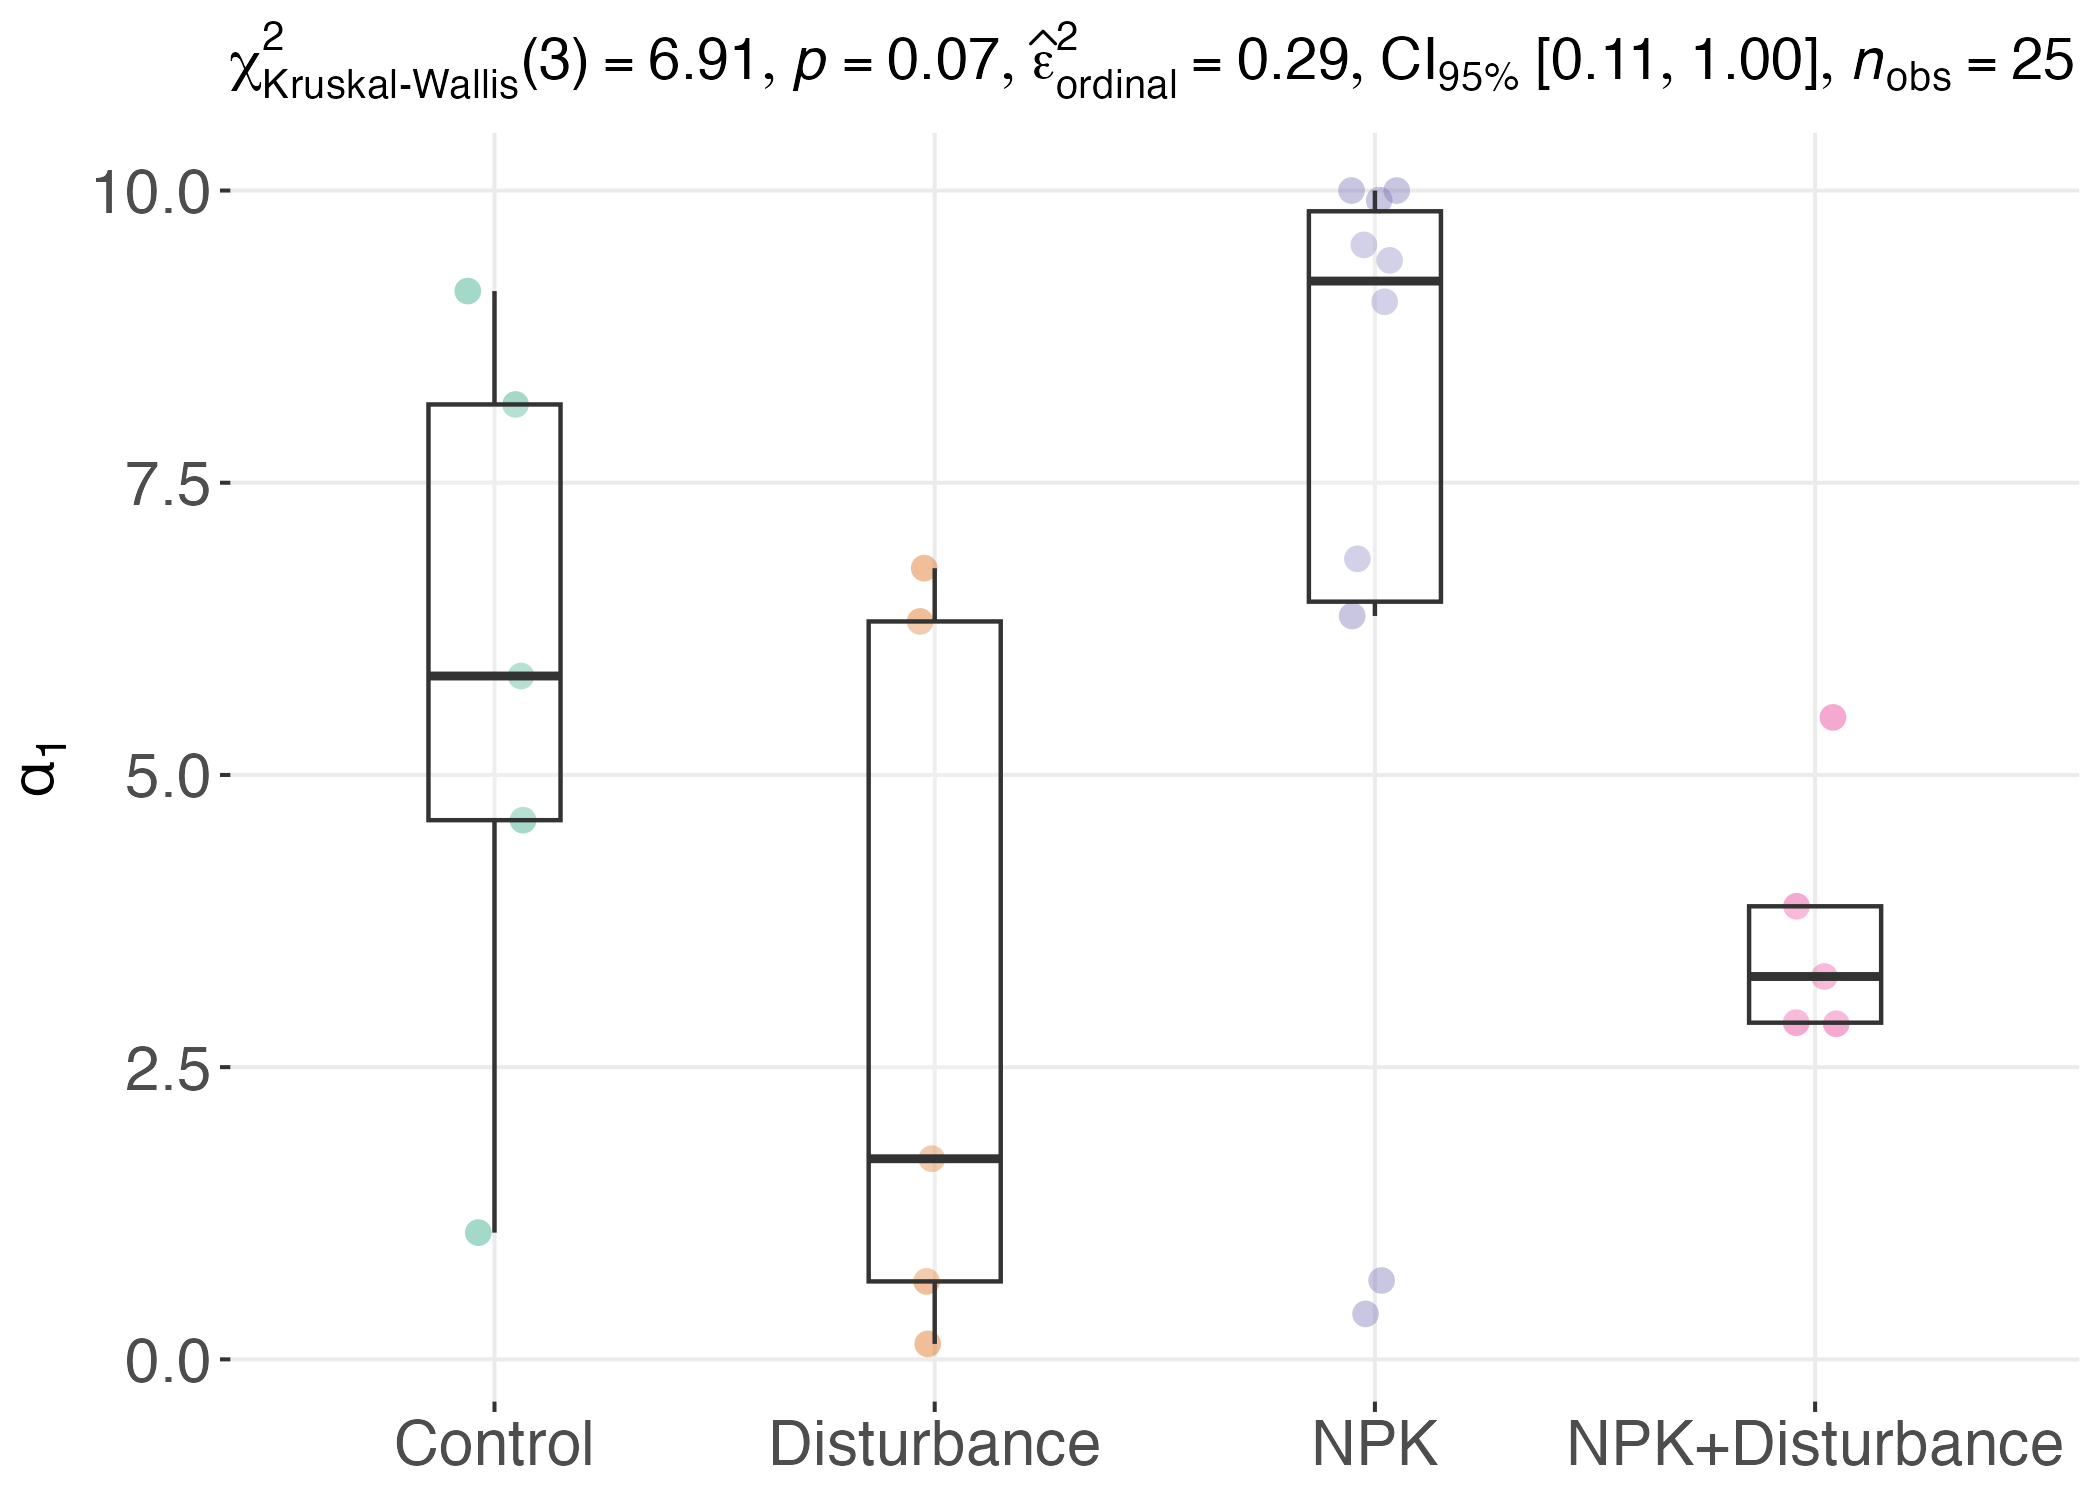 χ²Kruskal-Wallis(3) = 6.91, p = 0.07, ε̂²ordinal = 0.29, CI95% [0.11, 1.00], nobs = 25
10.0
7.5
5.0
2.5
0.0
α1
Control Disturbance NPK NPK+Disturbance